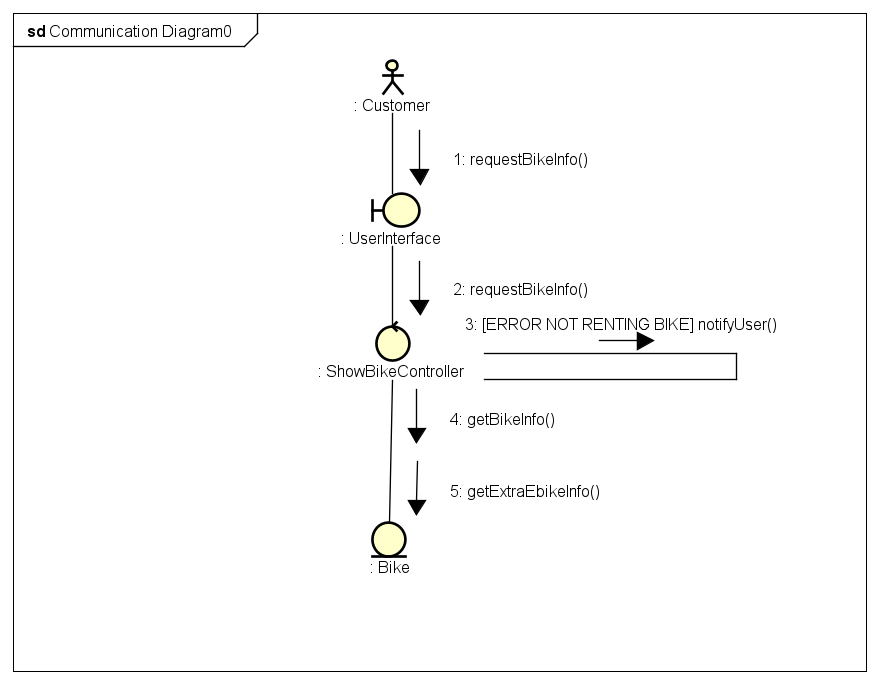 sd Communication Diagram0
: Customer
1: requestBikeInfo()
: UserInterface
2: requestBikeInfo()
3: [ERROR NOT RENTING BIKE] notifyUser()
: ShowBikeController
4: getBikeInfo()
5: getExtraEbikeInfo()
: Bike